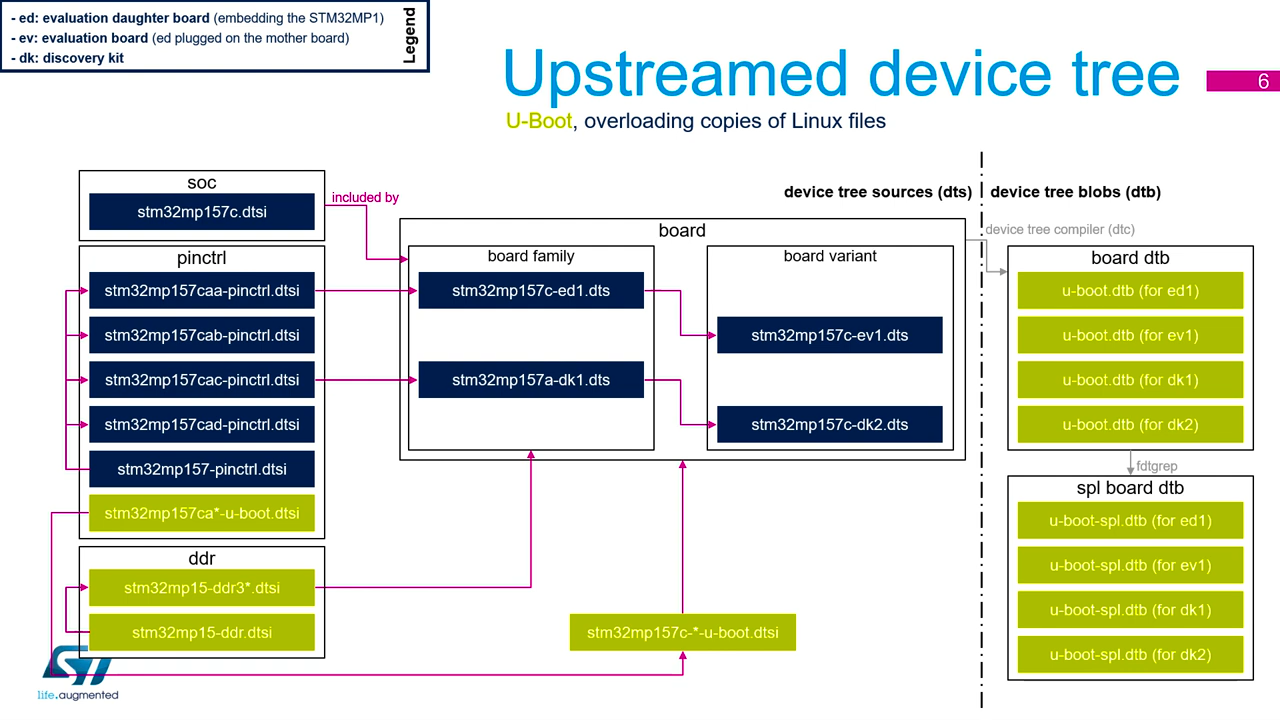 - ed: evaluation daughter board (embedding the STM32MP1)
- ev: evaluation board (ed plugged on the mother board)
- dk: discovery kit
Legend
Upstreamed device tree
6
U-Boot, overloading copies of Linux files
soc
stm32mp157c.dtsi
included by
device tree sources (dts)
device tree blobs (dtb)
device tree compiler (dtc)
pinctrl
stm32mp157caa-pinctrl.dtsi
stm32mp157cab-pinctrl.dtsi
stm32mp157cac-pinctrl.dtsi
stm32mp157cad-pinctrl.dtsi
stm32mp157-pinctrl.dtsi
stm32mp157ca*-u-boot.dtsi
board
board family
stm32mp157c-ed1.dts
stm32mp157a-dk1.dts
board variant
stm32mp157c-ev1.dts
stm32mp157c-dk2.dts
board dtb
u-boot.dtb (for ed1)
u-boot.dtb (for ev1)
u-boot.dtb (for dk1)
u-boot.dtb (for dk2)
fdtgrep
ddr
stm32mp15-ddr3*.dtsi
stm32mp15-ddr.dtsi
stm32mp157c-*-u-boot.dtsi
spl board dtb
u-boot-spl.dtb (for ed1)
u-boot-spl.dtb (for ev1)
u-boot-spl.dtb (for dk1)
u-boot-spl.dtb (for dk2)
ST
life.augmented